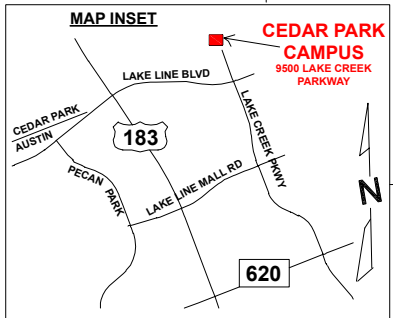 MAP INSET
CEDAR PARK
CAMPUS
9500 LAKE CREEK
PARKWAY
LAKE LINE BLVD
CEDAR PARK
AUSTIN
183
LAKE CREEK PKWY
PECAN PARK
LAKE LINE MALL RD
N
620